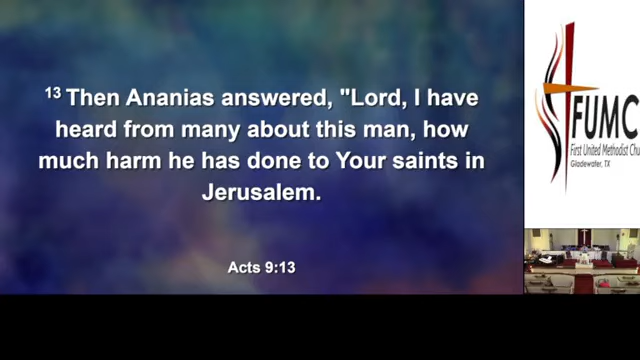 13 Then Ananias answered, "Lord, I have
heard from many about this man, how
much harm he has done to Your saints in
Jerusalem.
Acts 9:13
FUMC
First United Methodist Chu
Gladewater, TX